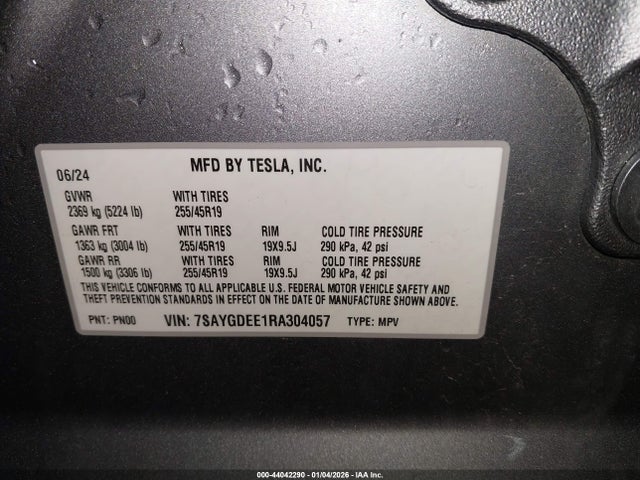 06/24 MFD BY TESLA, INC.
GVWR WITH TIRES
2369 kg (5224 lb) 255/45R19
GAWR FRT WITH TIRES RIM COLD TIRE PRESSURE
1363 kg (3004 lb) 255/45R19 19X9.5J 290 kPa, 42 psi
GAWR RR WITH TIRES RIM COLD TIRE PRESSURE
1500 kg (3306 lb) 255/45R19 19X9.5J 290 kPa, 42 psi
THIS VEHICLE CONFORMS TO ALL APPLICABLE U.S. FEDERAL MOTOR VEHICLE SAFETY AND
THEFT PREVENTION STANDARDS IN EFFECT ON THE DATE OF MANUFACTURE SHOWN ABOVE.
PNT: PN00 VIN: 7SAYGDEE1RA304057 TYPE: MPV
000-44042290 - 01/04/2026 - IAA Inc.